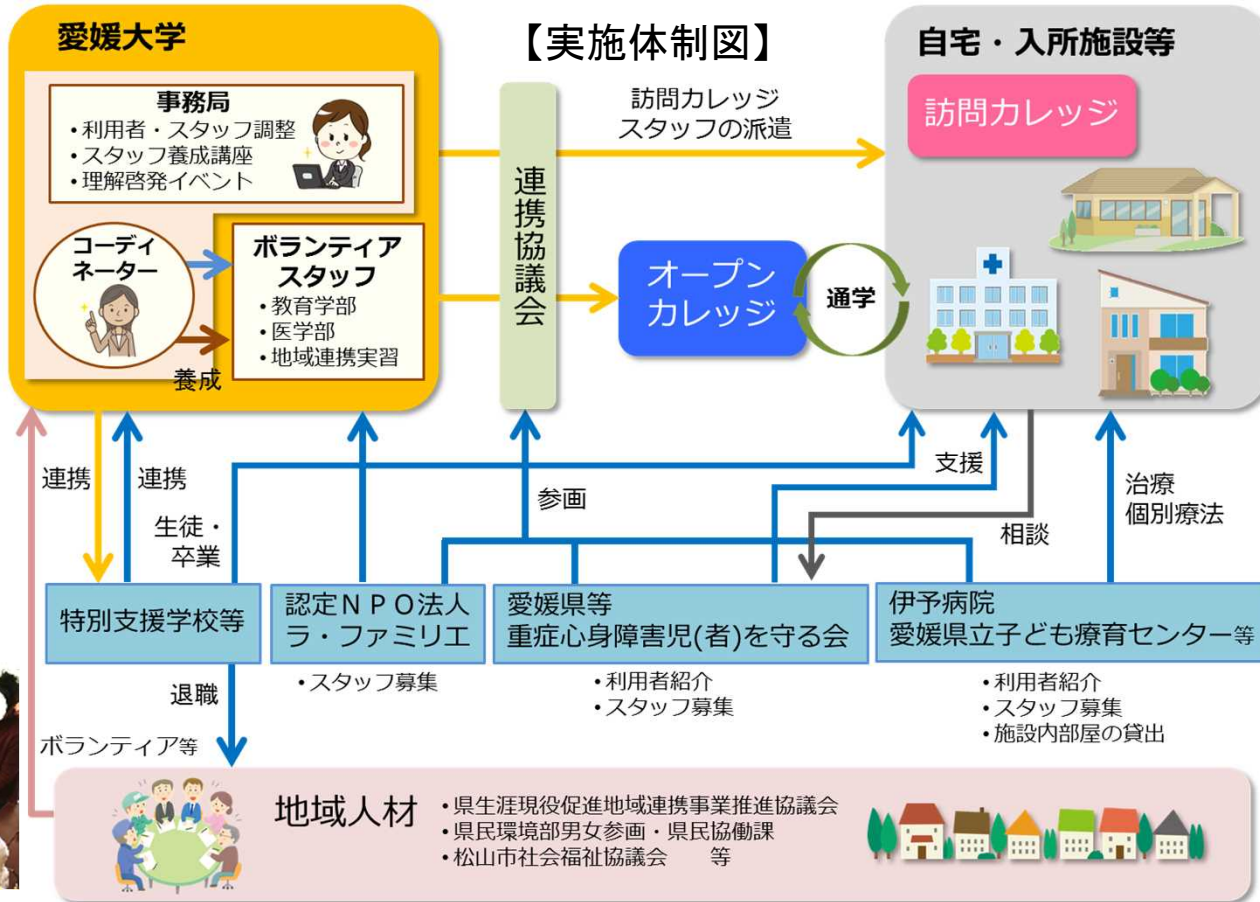 【実施体制図】
愛媛大学
事務局
•利用者・スタッフ調整
•スタッフ養成講座
•理解啓発イベント
コーディ
ネーター
養成
ボランティア
スタッフ
•教育学部
•医学部
•地域連携実習
連携協議会
訪問カレッジ
スタッフの派遣
オープン
カレッジ
通学
自宅・入所施設等
訪問カレッジ
連携
連携
生徒・
卒業
参画
支援
相談
治療
個別療法
特別支援学校等
認定ＮＰＯ法人
ラ・ファミリエ
•スタッフ募集
愛媛県等
重症心身障害児(者)を守る会
•利用者紹介
•スタッフ募集
伊予病院
愛媛県立子ども療育センター等
•利用者紹介
•スタッフ募集
•施設内部屋の貸出
退職
ボランティア等
地域人材
•県生涯現役促進地域連携事業推進協議会
•県民環境部男女参画・県民協働課
•松山市社会福祉協議会　等